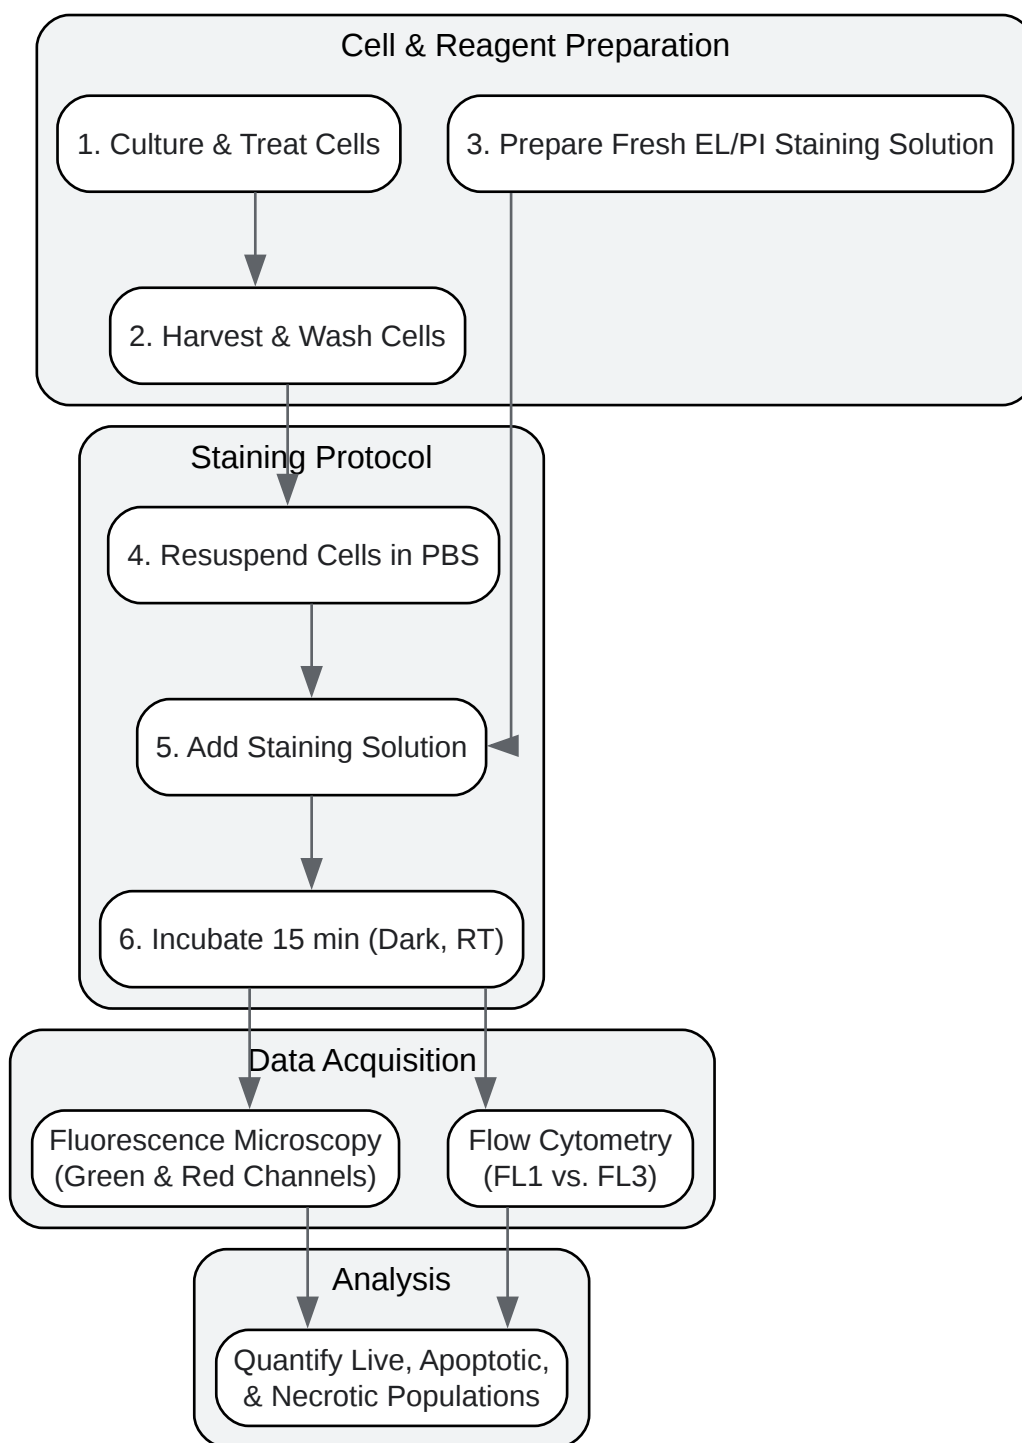 Cell & Reagent Preparation
1. Culture & Treat Cells
3. Prepare Fresh EL/PI Staining Solution
2. Harvest & Wash Cells
Staining Protocol
4. Resuspend Cells in PBS
5. Add Staining Solution
6. Incubate 15 min (Dark, RT)
Data Acquisition
Fluorescence Microscopy
(Green & Red Channels)
Flow Cytometry
(FL1 vs. FL3)
Analysis
Quantify Live, Apoptotic,
& Necrotic Populations